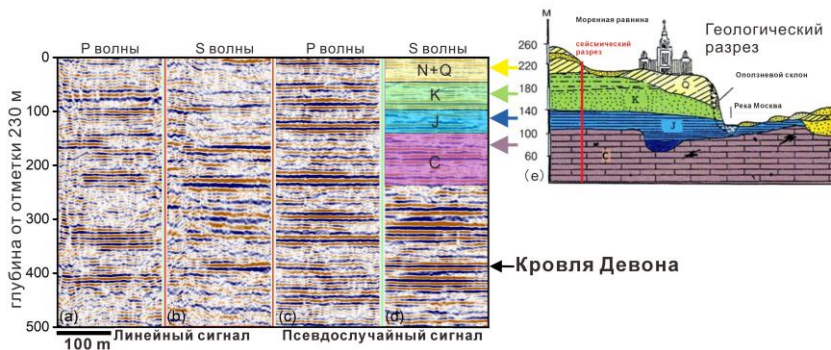 P волны
S волны
P волны
S волны
глубина от отметки 230 м
0
100
200
300
400
500
N+Q
K
J
C
(a)
(b)
(c)
(d)
100 m
Линейный сигнал
Псевдослучайный сигнал
Кровля Девона
Геологический
разрез
м
260
220
180
140
100
60
Моренная равнина
сейсмический
разрез
Оползневой склон
Река Москва
Q
K
J
C
(e)